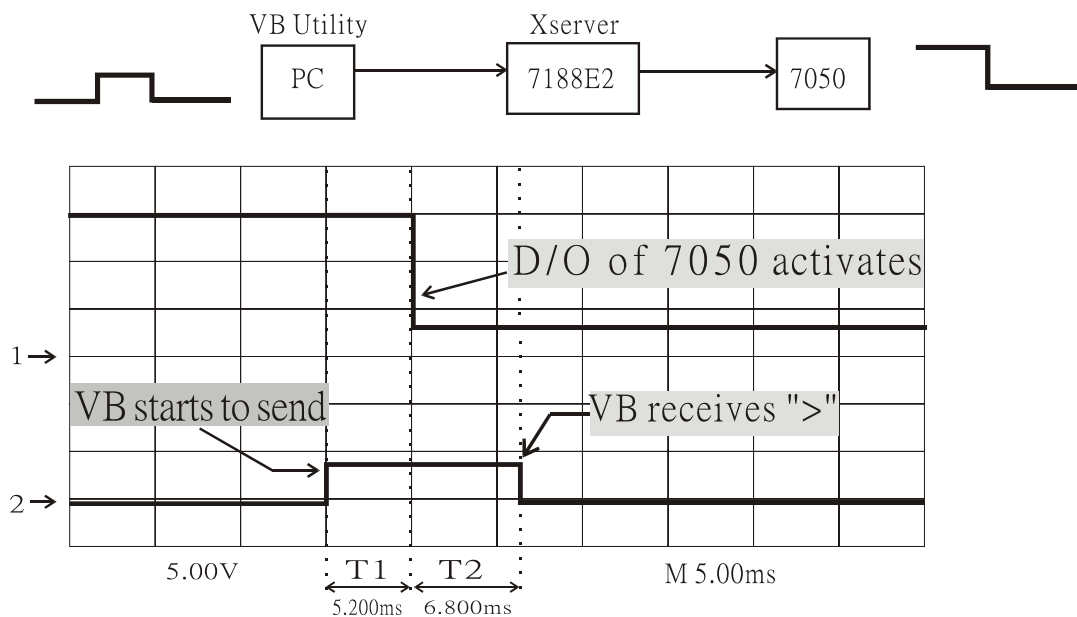 VB Utility
Xserver
PC
7188E2
7050
D/O of 7050 activates
1
VB starts to send
VB receives ">"
2
5.00V
T1
T2
M 5.00ms
5.200ms
6.800ms